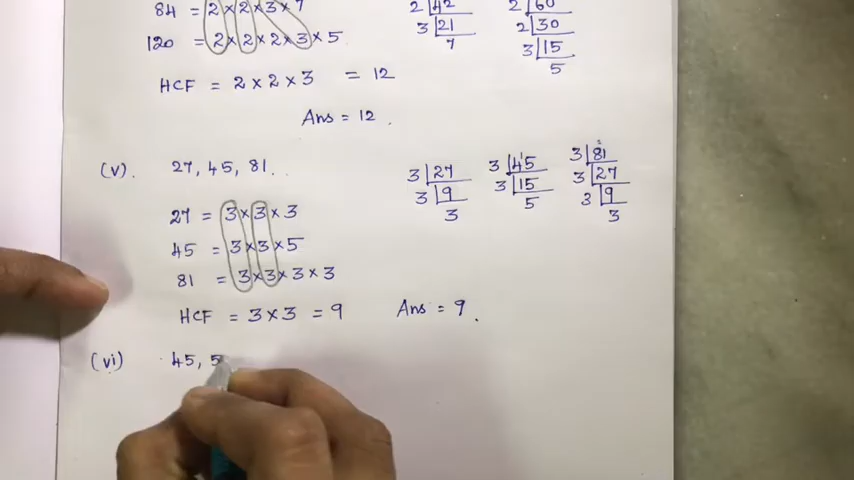 84 = 2 × 2 × 3 × 7
120 = 2 × 2 × 2 × 3 × 5
2 | 42
3 | 21
7
2 | 60
2 | 30
3 | 15
5
HCF = 2 × 2 × 3 = 12
Ans = 12 .
(v). 27, 45, 81.
3 | 27
3 | 9
3
3 | 45
3 | 15
5
3 | 81
3 | 27
3 | 9
3
27 = 3 × 3 × 3
45 = 3 × 3 × 5
81 = 3 × 3 × 3 × 3
HCF = 3 × 3 = 9 Ans = 9 .
(vi) 45, 5